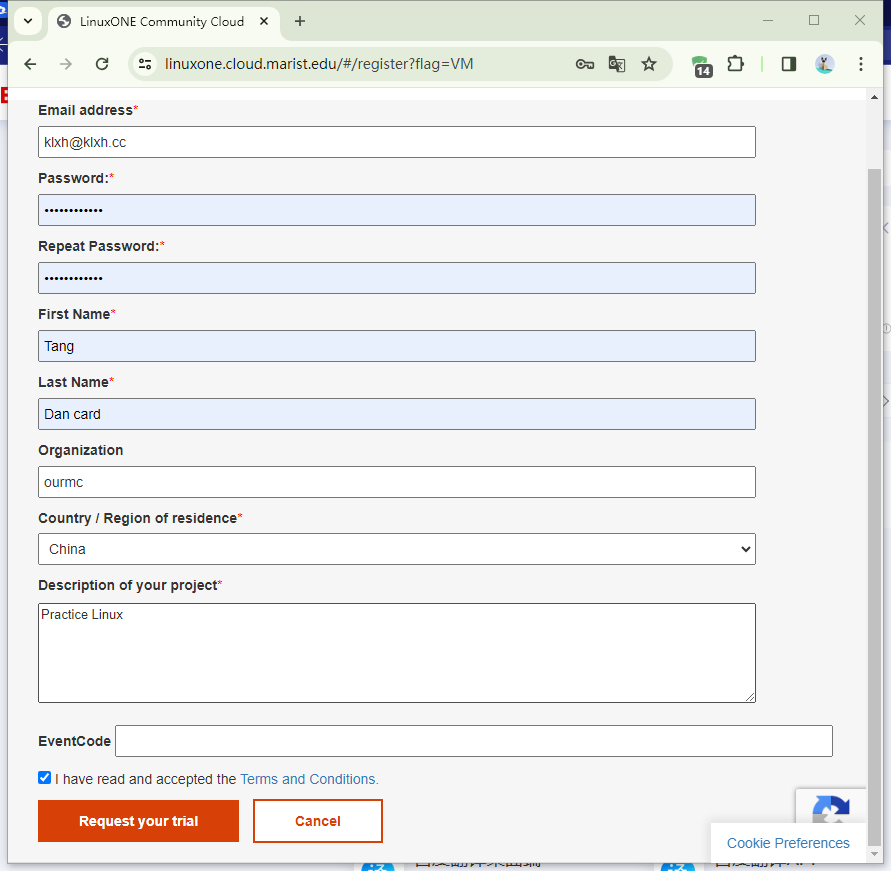 LinuxONE Community Cloud
linuxone.cloud.marist.edu/#/register?flag=VM
14
Email address*
klxh@klxh.cc
Password:*
••••••••••••
Repeat Password:*
••••••••••••
First Name*
Tang
Last Name*
Dan card
Organization
ourmc
Country / Region of residence*
China
Description of your project*
Practice Linux
EventCode
I have read and accepted the Terms and Conditions.
Request your trial
Cancel
Cookie Preferences